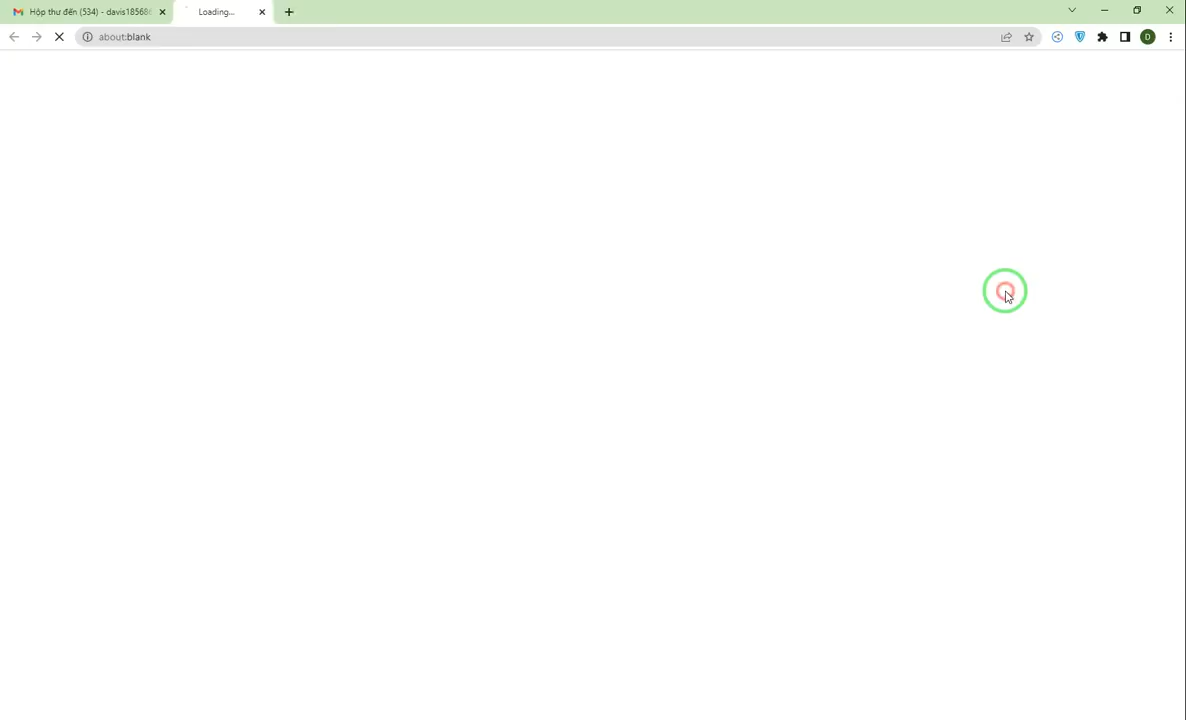 Hộp thư đến (534) - davis18568
Loading...
about:blank
D